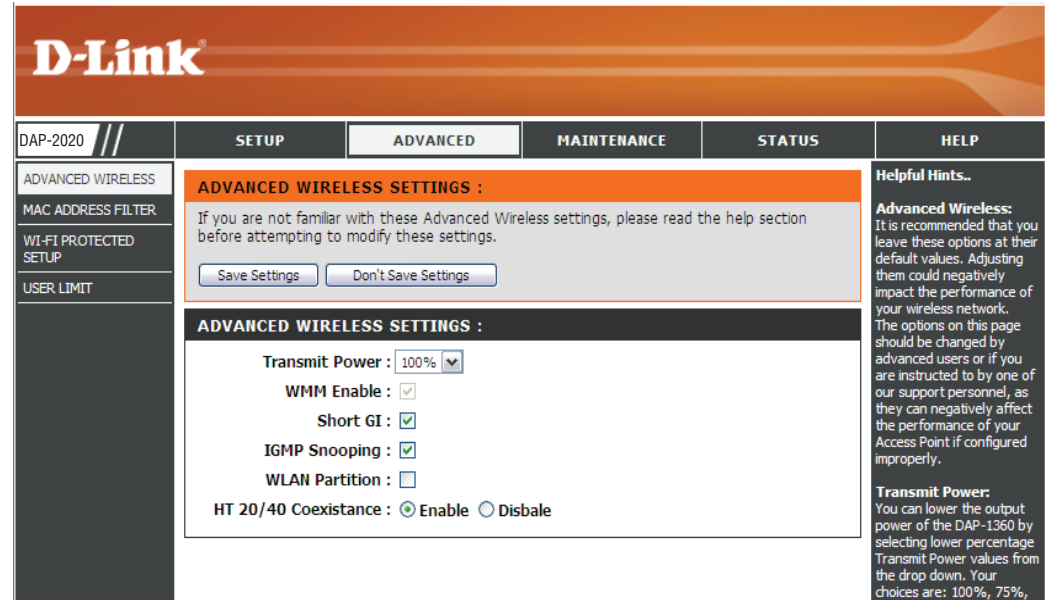 D-Link®
DAP-2020
SETUP
ADVANCED
MAINTENANCE
STATUS
HELP
ADVANCED WIRELESS
MAC ADDRESS FILTER
WI-FI PROTECTED
SETUP
USER LIMIT
ADVANCED WIRELESS SETTINGS :
If you are not familiar with these Advanced Wireless settings, please read the help section
before attempting to modify these settings.
Save Settings
Don't Save Settings
ADVANCED WIRELESS SETTINGS :
Transmit Power : 100%
WMM Enable :
Short GI :
IGMP Snooping :
WLAN Partition :
HT 20/40 Coexistance : Enable Disbale
Helpful Hints..
Advanced Wireless:
It is recommended that you
leave these options at their
default values. Adjusting
them could negatively
impact the performance of
your wireless network.
The options on this page
should be changed by
advanced users or if you
are instructed to by one of
our support personnel, as
they can negatively affect
the performance of your
Access Point if configured
improperly.
Transmit Power:
You can lower the output
power of the DAP-1360 by
selecting lower percentage
Transmit Power values from
the drop down. Your
choices are: 100%, 75%,